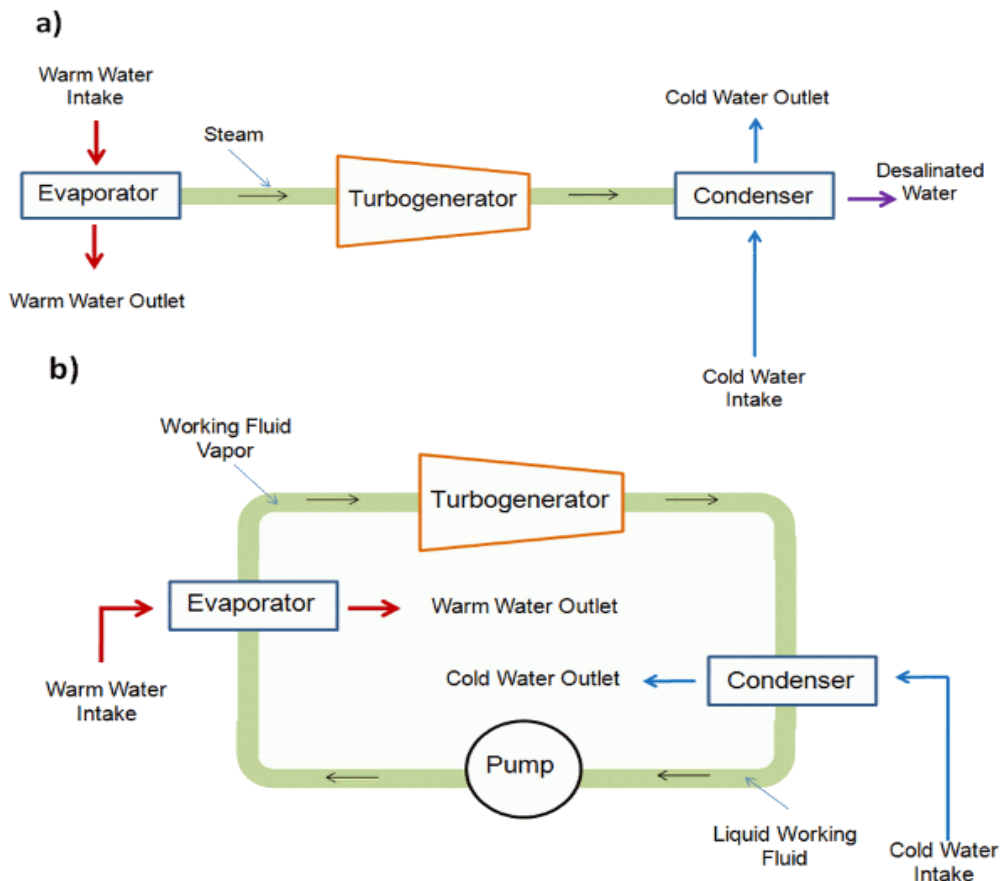 a)
Warm Water
Intake
Cold Water Outlet
Steam
Desalinated
Water
Evaporator
Turbogenerator
Condenser
Warm Water Outlet
Cold Water
Intake
b)
Working Fluid
Vapor
Turbogenerator
Evaporator
Warm Water Outlet
Cold Water Outlet
Condenser
Warm Water
Intake
Pump
Liquid Working
Fluid
Cold Water
Intake